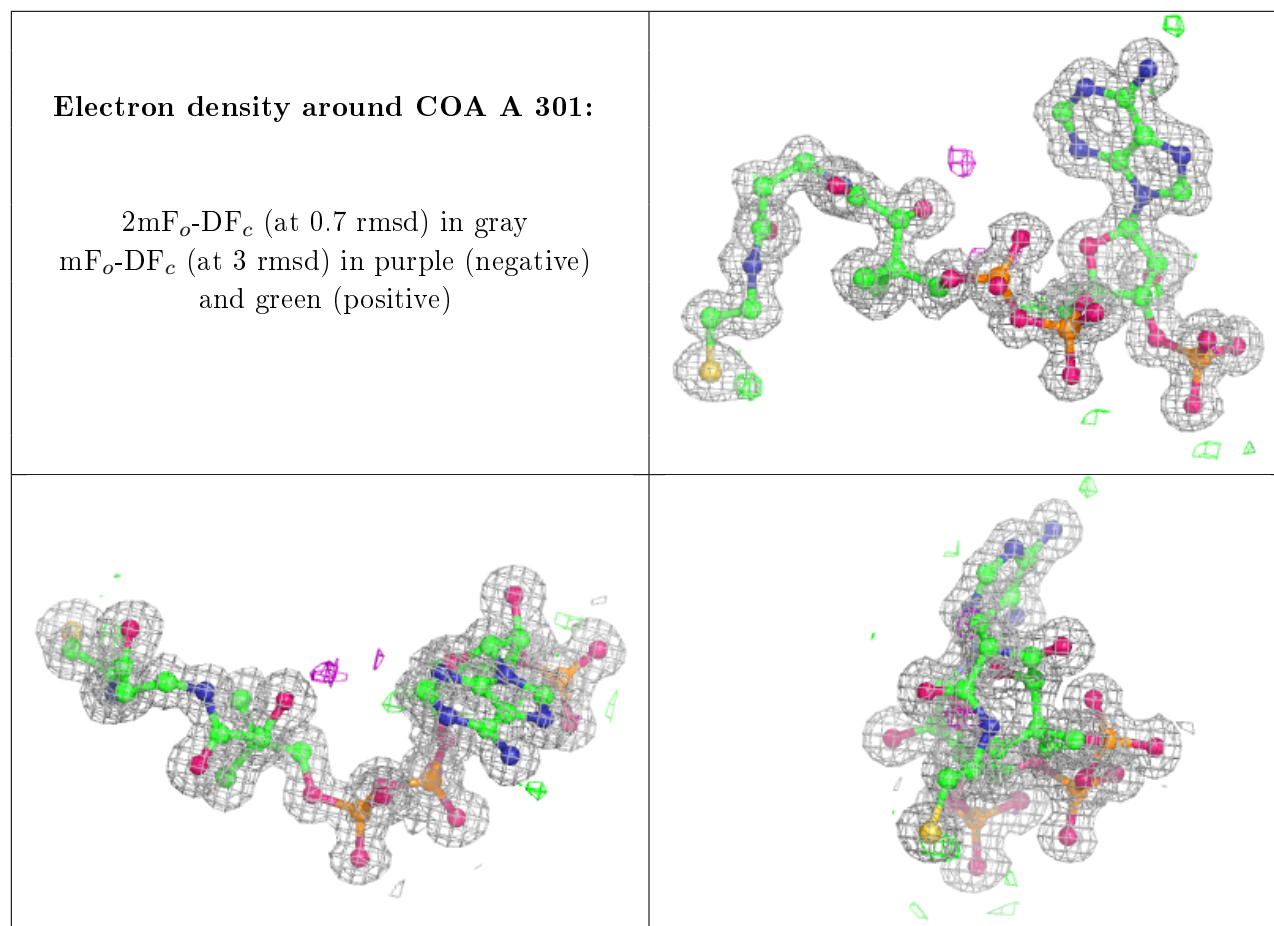 Electron density around COA A 301:
2mFo-DFc (at 0.7 rmsd) in gray
mFo-DFc (at 3 rmsd) in purple (negative)
and green (positive)